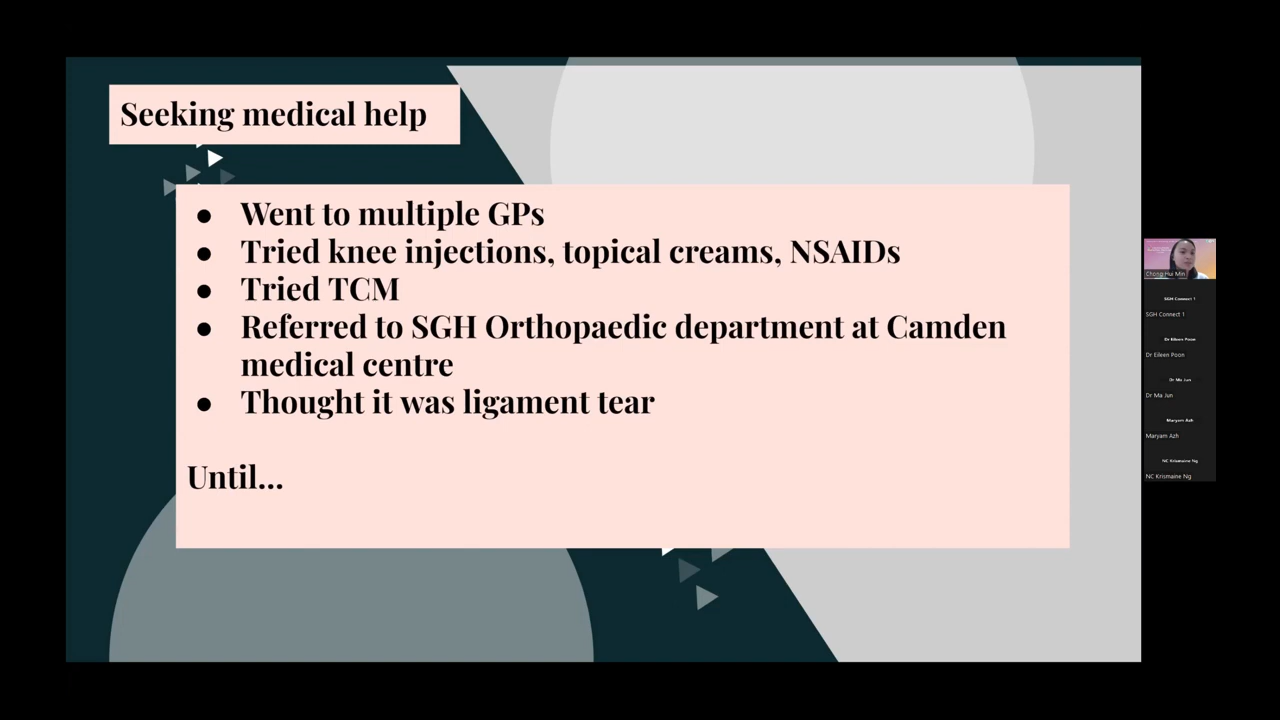 Seeking medical help
● Went to multiple GPs
● Tried knee injections, topical creams, NSAIDs
● Tried TCM
● Referred to SGH Orthopaedic department at Camden
medical centre
● Thought it was ligament tear
Until...
Chong Hui Min
SGH Connect 1
SGH Connect 1
Dr Eileen Poon
Dr Eileen Poon
Dr Ma Jun
Dr Ma Jun
Maryam Azh
Maryam Azh
NC Krismaine Ng
NC Krismaine Ng